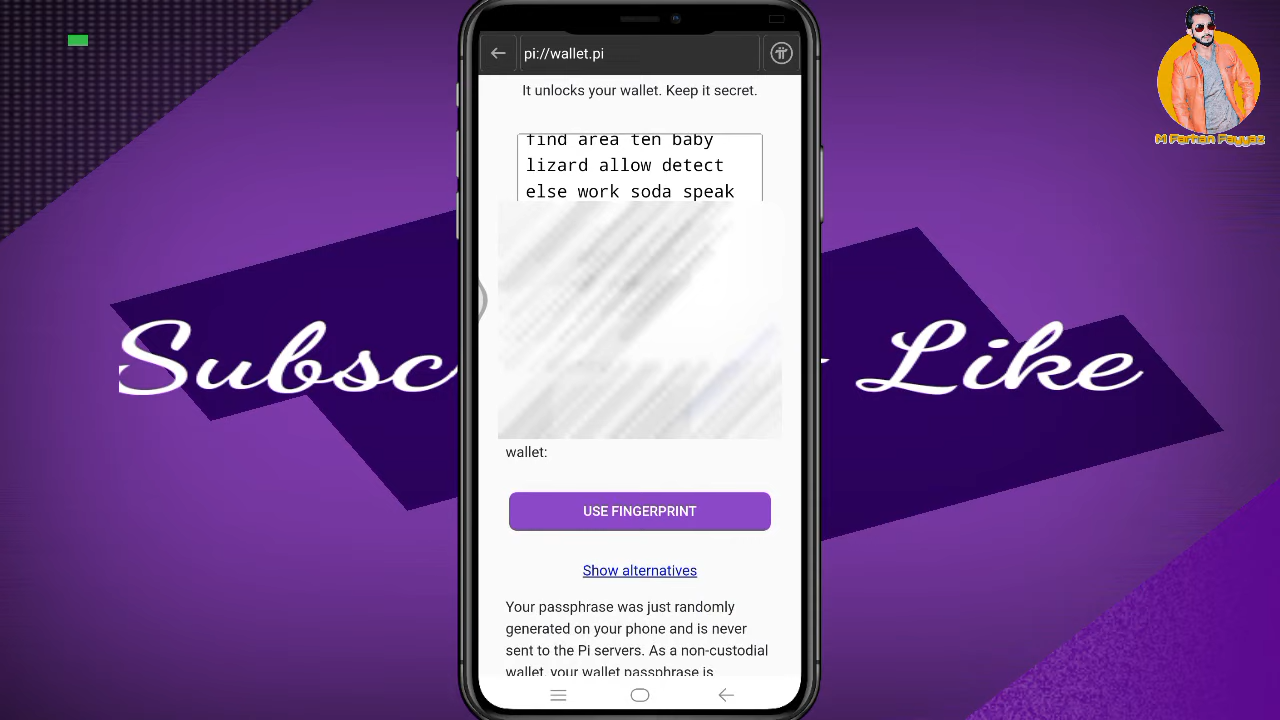 pi://wallet.pi
It unlocks your wallet. Keep it secret.
find area ten baby
lizard allow detect
else work soda speak
Subsc
Like
wallet:
USE FINGERPRINT
Show alternatives
Your passphrase was just randomly
generated on your phone and is never
sent to the Pi servers. As a non-custodial
wallet, your wallet passphrase is